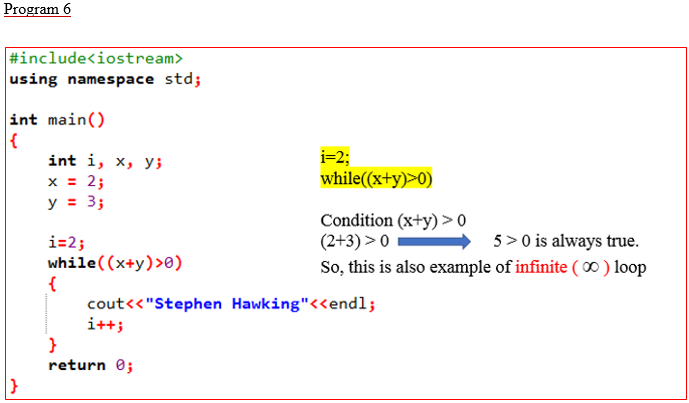 Program 6
#include<iostream>
using namespace std;
int main()
{
int i, x, y;
x = 2;
y = 3;
i=2;
while((x+y)>0)
{
cout<<"Stephen Hawking"<<endl;
i++;
}
return 0;
}
i=2;
while((x+y)>0)
Condition (x+y) > 0
(2+3) > 0 5 > 0 is always true.
So, this is also example of infinite ( ∞ ) loop